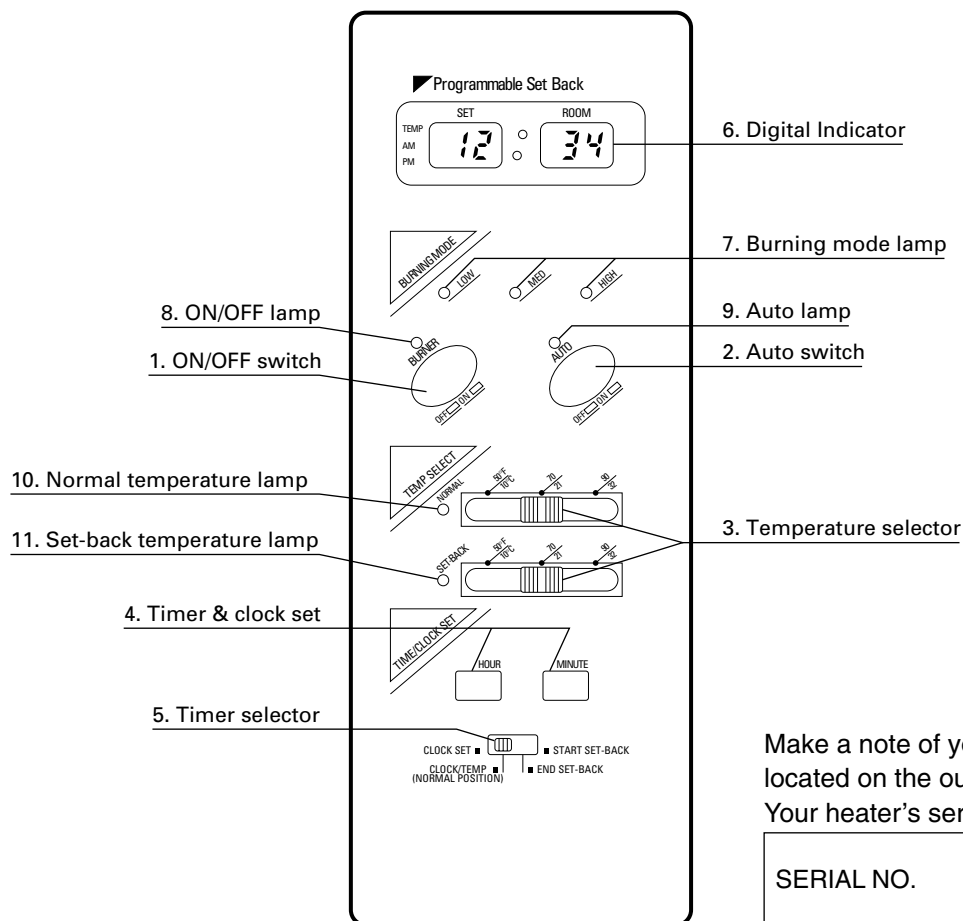 Programmable Set Back
SET
ROOM
TEMP
AM
PM
12
34
6. Digital Indicator
BURNING MODE
LOW
MED
HIGH
7. Burning mode lamp
8. ON/OFF lamp
9. Auto lamp
BURNER
AUTO
1. ON/OFF switch
2. Auto switch
OFF ON
OFF ON
TEMP SELECT
10. Normal temperature lamp
NORMAL
50°F
10°C
70
21
90
32
11. Set-back temperature lamp
3. Temperature selector
SET-BACK
50°F
10°C
70
21
90
32
4. Timer & clock set
TIME/CLOCK SET
HOUR
MINUTE
5. Timer selector
CLOCK SET
START SET-BACK
CLOCK/TEMP
(NORMAL POSITION)
END SET-BACK
Make a note of
located on the
Your heater's
SERIAL NO.